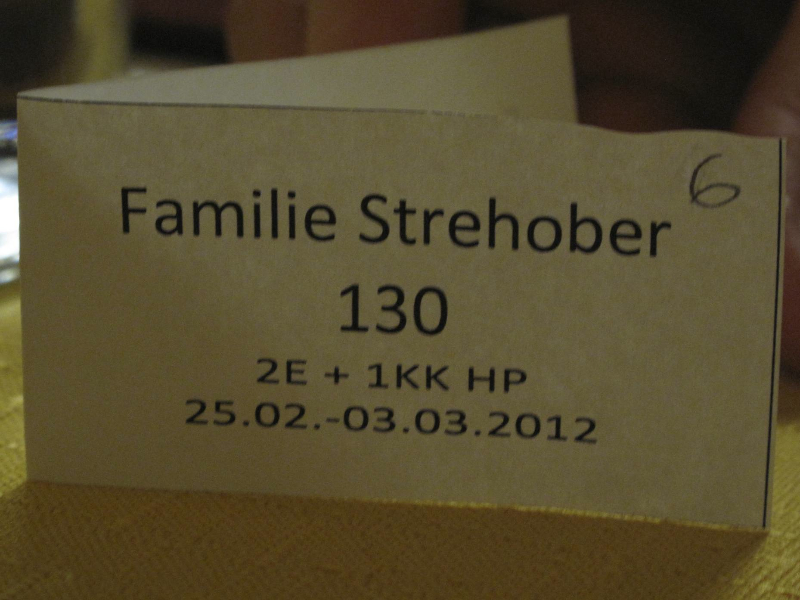 6
Familie Strehober
130
2E + 1KK HP
25.02.-03.03.2012